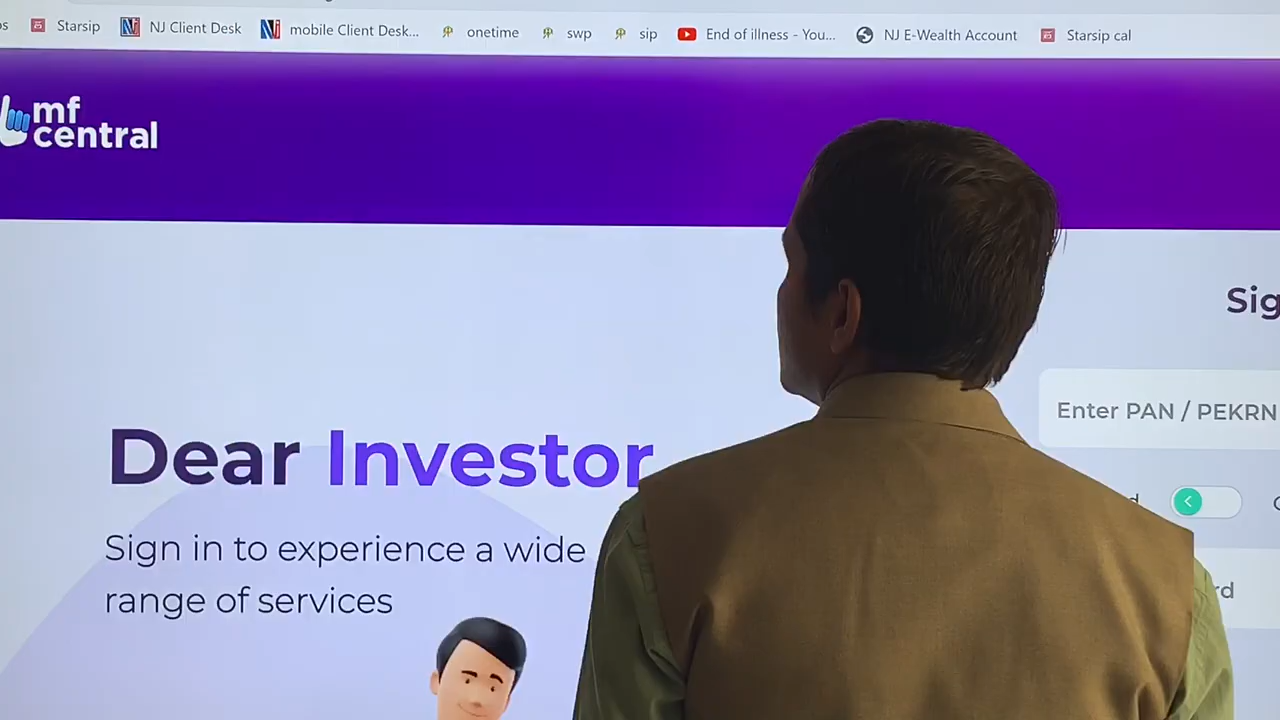 Starsip NJ Client Desk mobile Client Desk... onetime swp sip End of illness - You... NJ E-Wealth Account Starsip cal
mf
central
Dear Investor
Sign in to experience a wide
range of services
Enter PAN / PEKRN